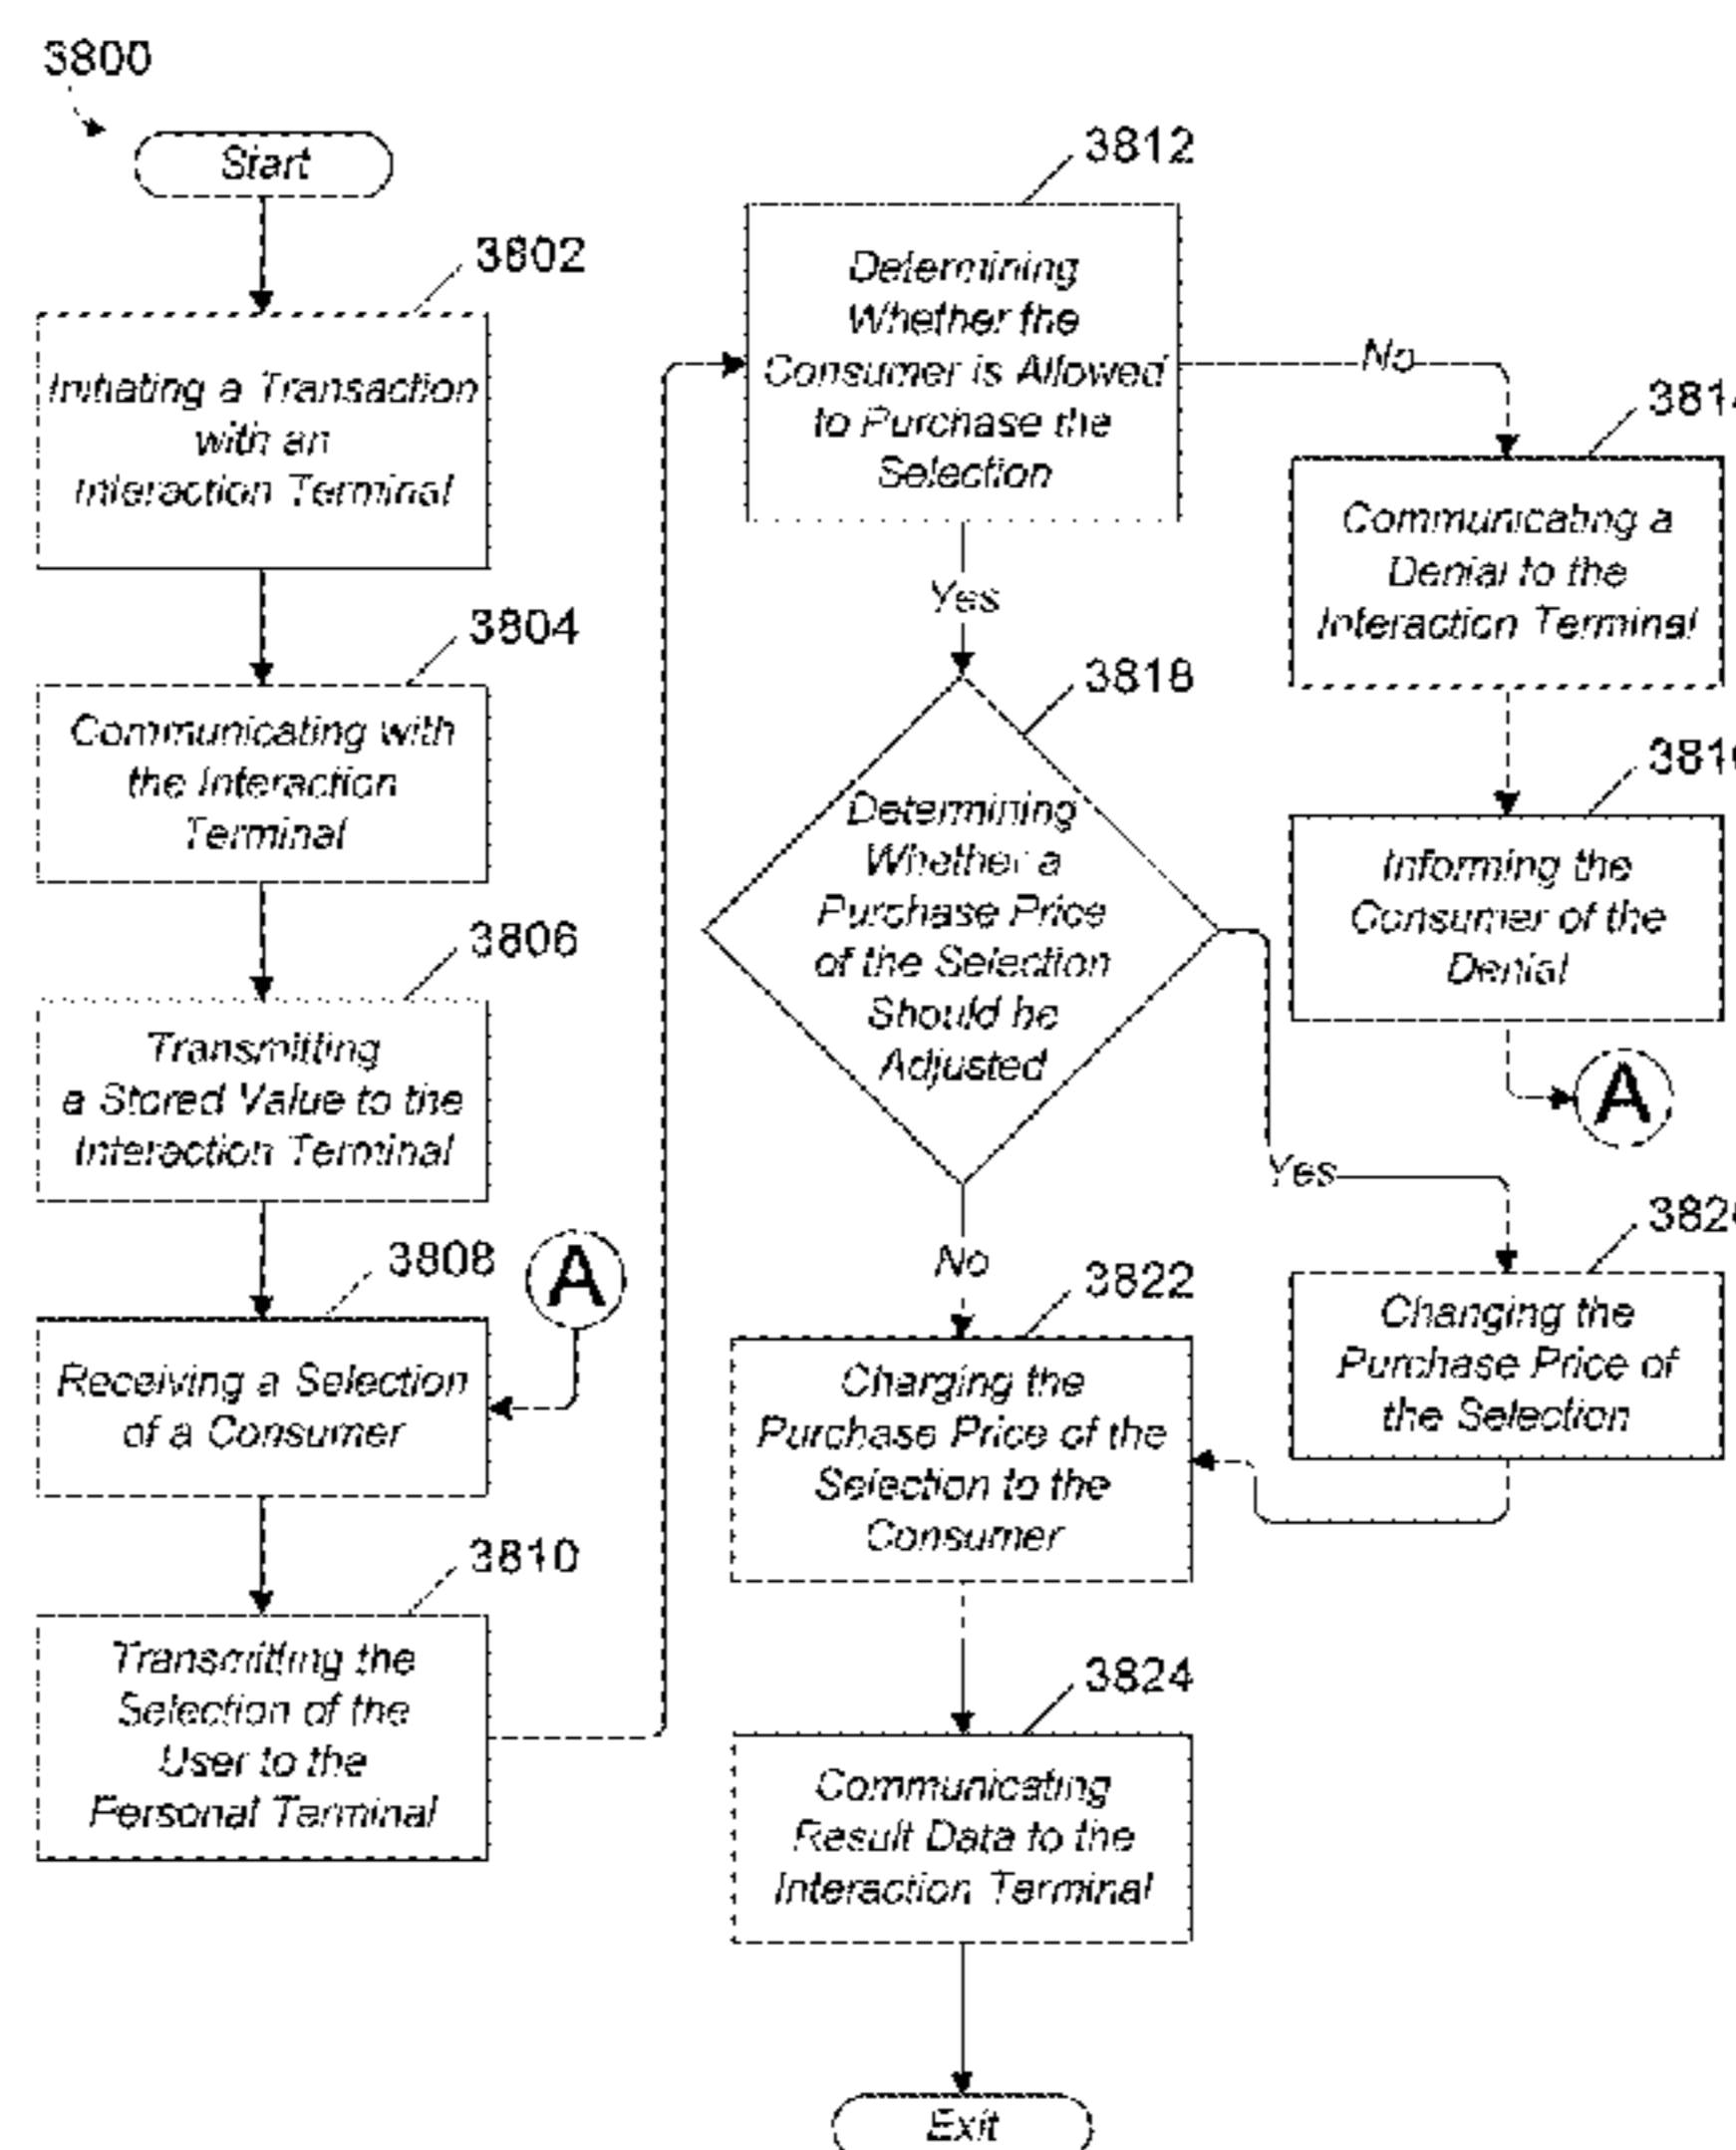 3800
Start
3802
Initiating a Transaction
with an
Interaction Terminal
3804
Communicating with
the Interaction
Terminal
3806
Transmitting
a Stored Value to the
Interaction Terminal
3808
A
Receiving a Selection
of a Consumer
3810
Transmitting the
Selection of the
User to the
Personal Terminal
3812
Determining
Whether the
Consumer is Allowed
to Purchase the
Selection
No
Yes
3814
Communicating a
Denial to the
Interaction Terminal
3816
Informing the
Consumer of the
Denial
A
3818
Determining
Whether a
Purchase Price
of the Selection
Should be
Adjusted
Yes
No
3820
Changing the
Purchase Price of
the Selection
3822
Charging the
Purchase Price of the
Selection to the
Consumer
3824
Communicating
Result Data to the
Interaction Terminal
Exit